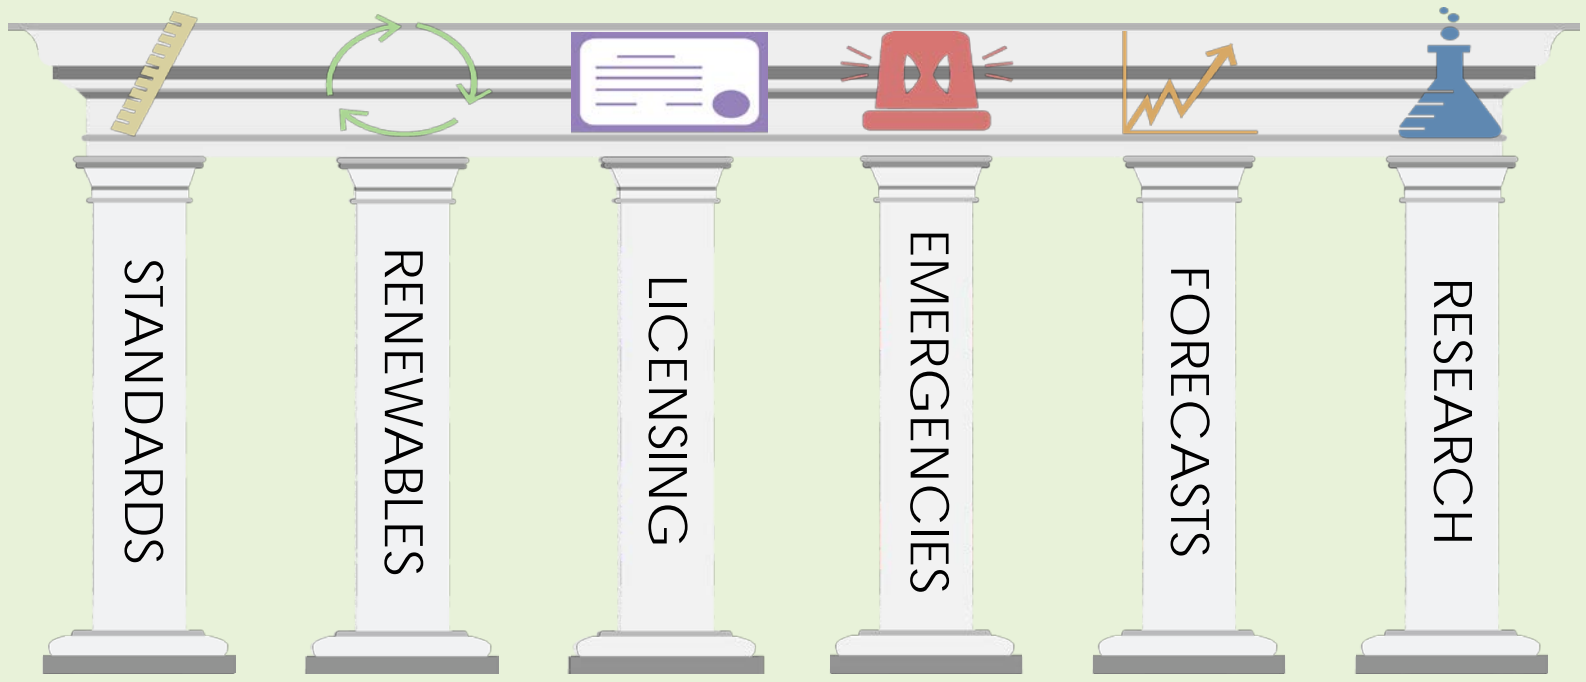 STANDARDS
RENEWABLES
LICENSING
EMERGENCIES
FORECASTS
RESEARCH